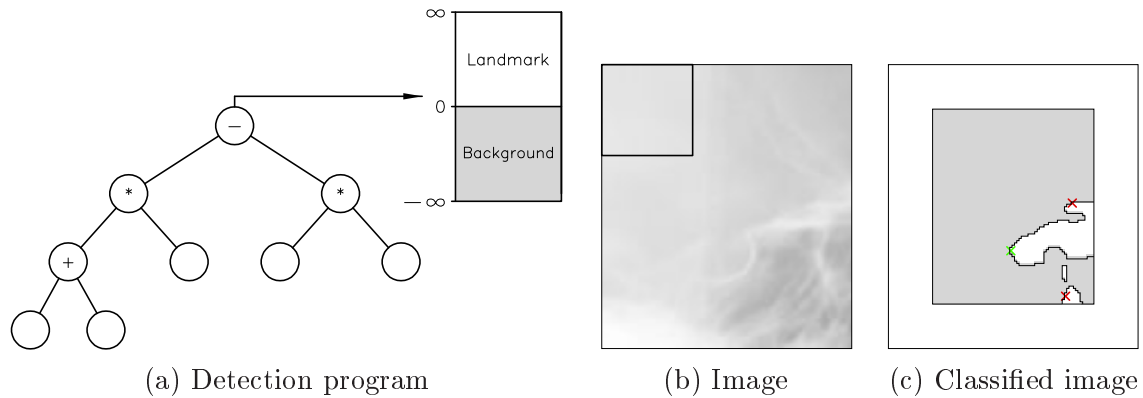 ∞
Landmark
0
Background
— ∞
—
*
*
+
(a) Detection program
(b) Image
(c) Classified image